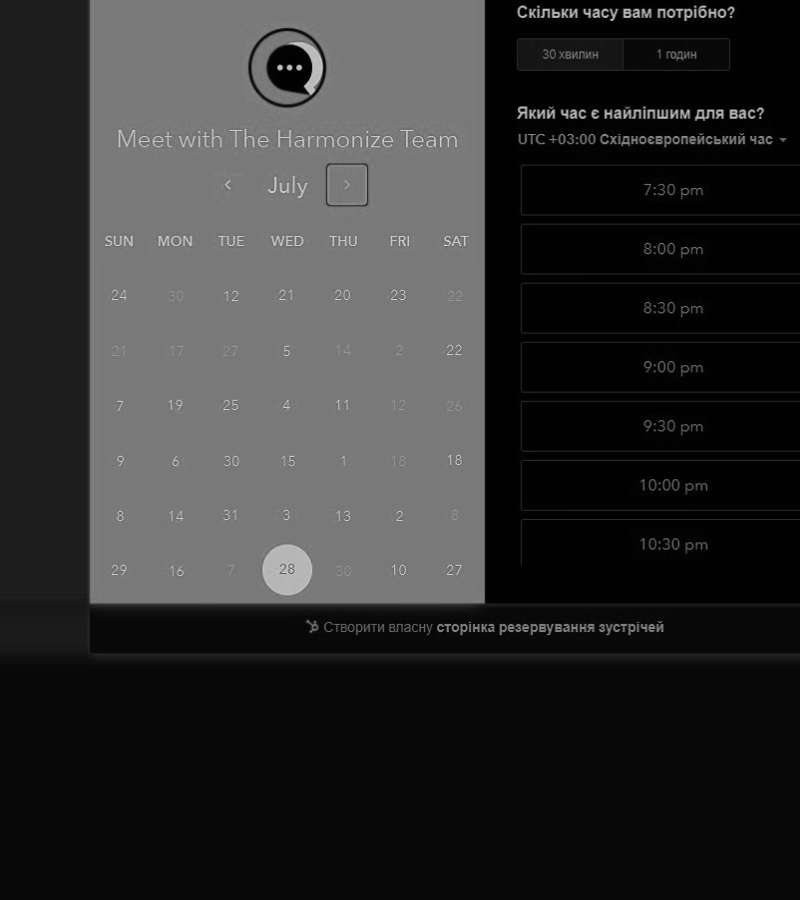 Meet with The Harmonize Team
July
SUN MON TUE WED THU FRI SAT
24 30 12 21 20 23 22
21 17 27 5 14 2 22
7 19 25 4 11 12 26
9 6 30 15 1 18 18
8 14 31 3 13 2 8
29 16 7 28 30 10 27
Скільки часу вам потрібно?
30 хвилин 1 годин
Який час є найліпшим для вас?
UTC +03:00 Східноєвропейський час
7:30 pm
8:00 pm
8:30 pm
9:00 pm
9:30 pm
10:00 pm
10:30 pm
Створити власну сторінка резервування зустрічей